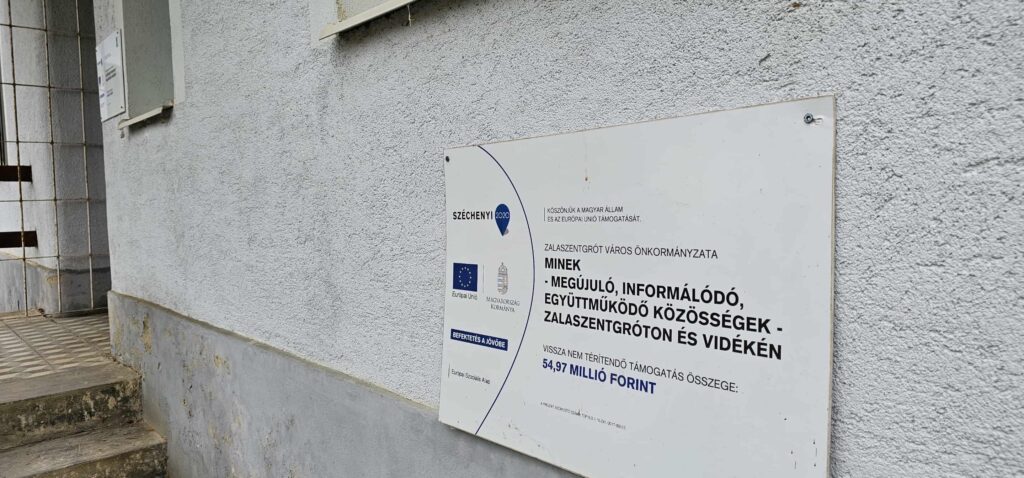 SZÉCHENYI 2020
KÖSZÖNJÜK A MAGYAR ÁLLAM
ÉS AZ EURÓPAI UNIÓ TÁMOGATÁSÁT.
ZALASZENTGRÓT VÁROS ÖNKORMÁNYZATA
MINEK
- MEGÚJULÓ, INFORMÁLÓDÓ,
EGYÜTTMŰKÖDŐ KÖZÖSSÉGEK -
ZALASZENTGRÓTON ÉS VIDÉKÉN
VISSZA NEM TÉRÍTENDŐ TÁMOGATÁS ÖSSZEGE:
54,97 MILLIÓ FORINT
Európai Unió
MAGYARORSZÁG
KORMÁNYA
BEFEKTETÉS A JÖVŐBE
Európai Szociális Alap